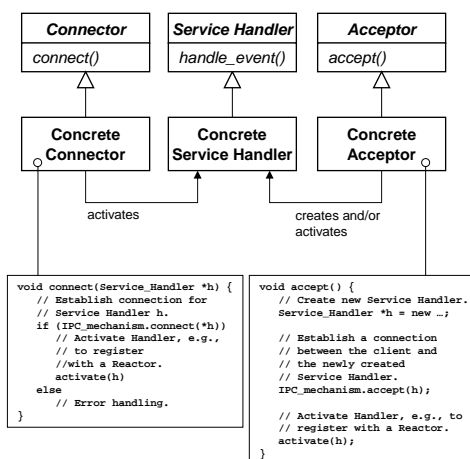 Connector
connect()
Service Handler
handle_event()
Acceptor
accept()
Concrete
Connector
Concrete
Service Handler
Concrete
Acceptor
activates
creates and/or
activates
void connect(Service_Handler *h) {
// Establish connection for
// Service Handler h.
if (IPC_mechanism.connect(*h))
// Activate Handler, e.g.,
// to register
//with a Reactor.
activate(h)
else
// Error handling.
}
void accept() {
// Create new Service Handler.
Service_Handler *h = new …;
// Establish a connection
// between the client and
// the newly created
// Service Handler.
IPC_mechanism.accept(h);
// Activate Handler, e.g., to
// register with a Reactor.
activate(h);
}